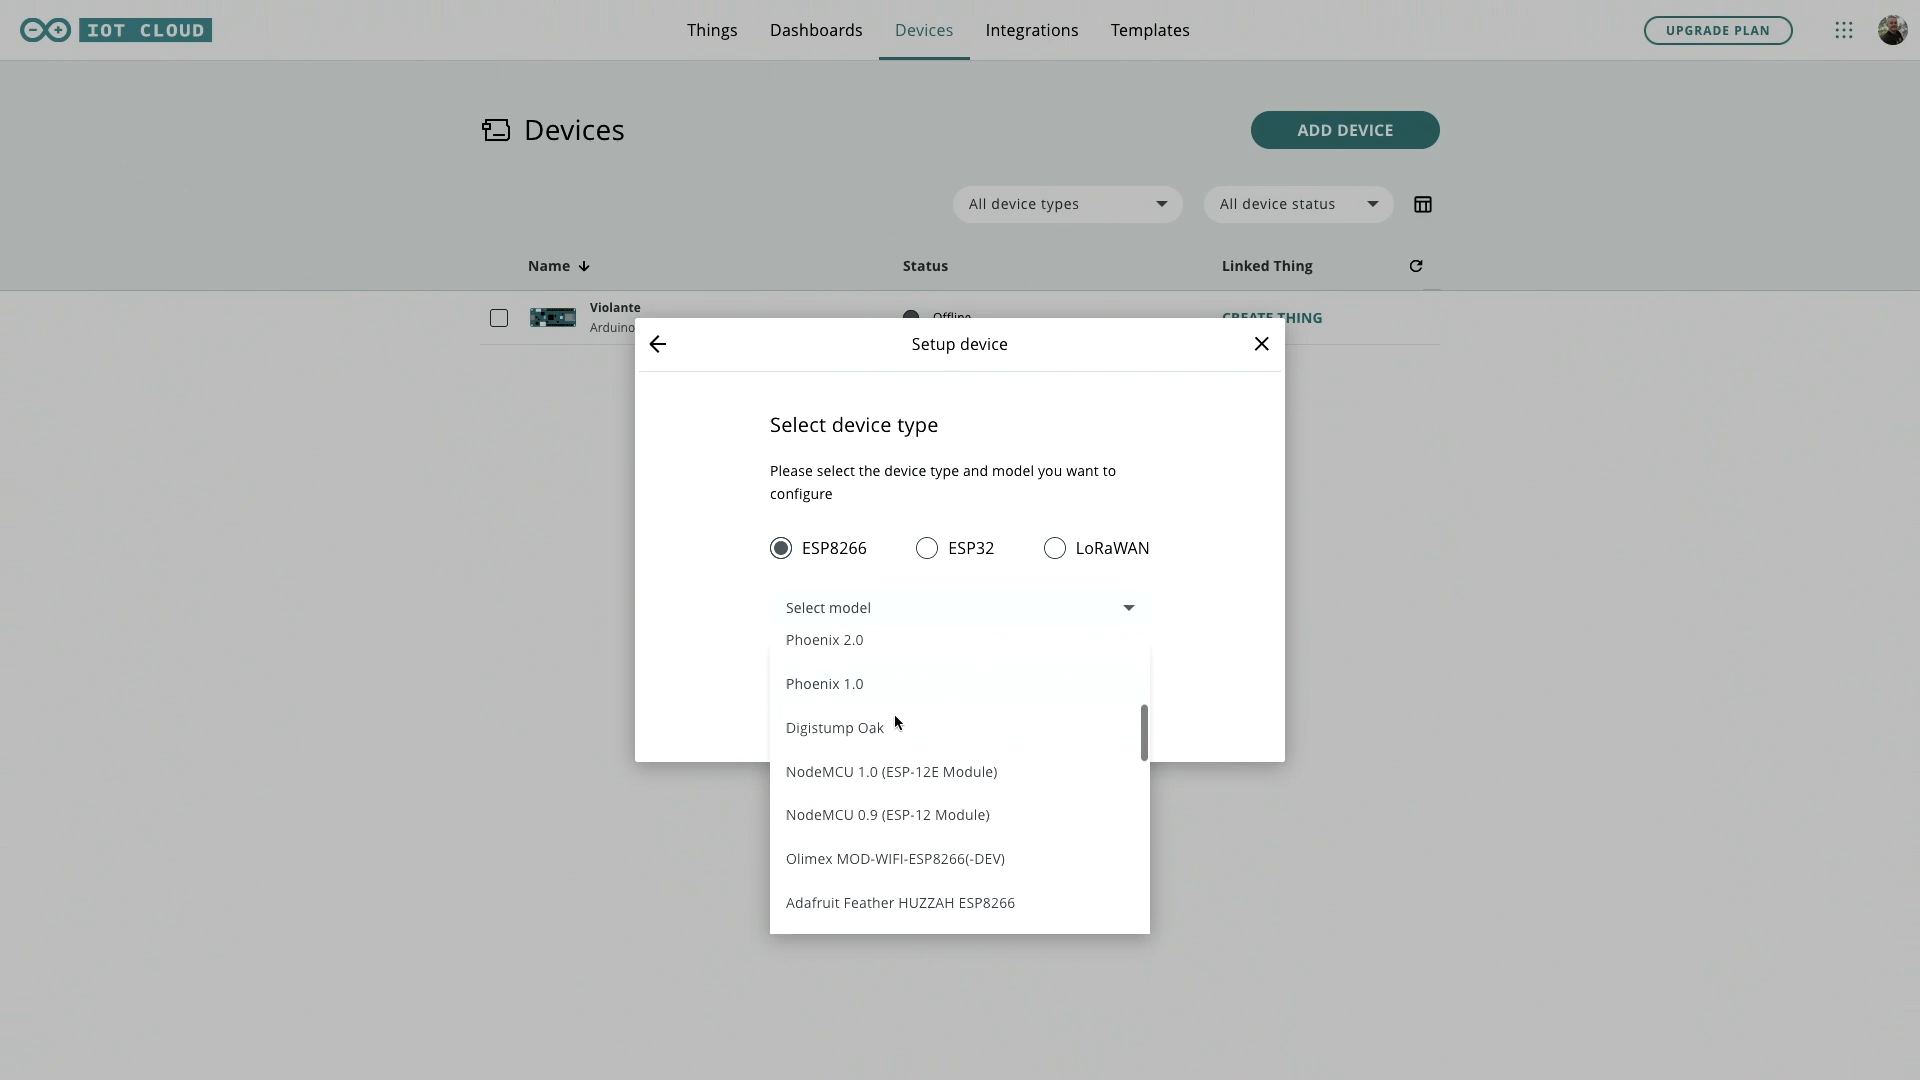 IOT CLOUD
Things
Dashboards
Devices
Integrations
Templates
UPGRADE PLAN
Devices
ADD DEVICE
All device types
All device status
Name
Status
Linked Thing
Violante
Arduino
Offline
CREATE THING
Setup device
Select device type
Please select the device type and model you want to
configure
ESP8266
ESP32
LoRaWAN
Select model
Phoenix 2.0
Phoenix 1.0
Digistump Oak
NodeMCU 1.0 (ESP-12E Module)
NodeMCU 0.9 (ESP-12 Module)
Olimex MOD-WIFI-ESP8266(-DEV)
Adafruit Feather HUZZAH ESP8266